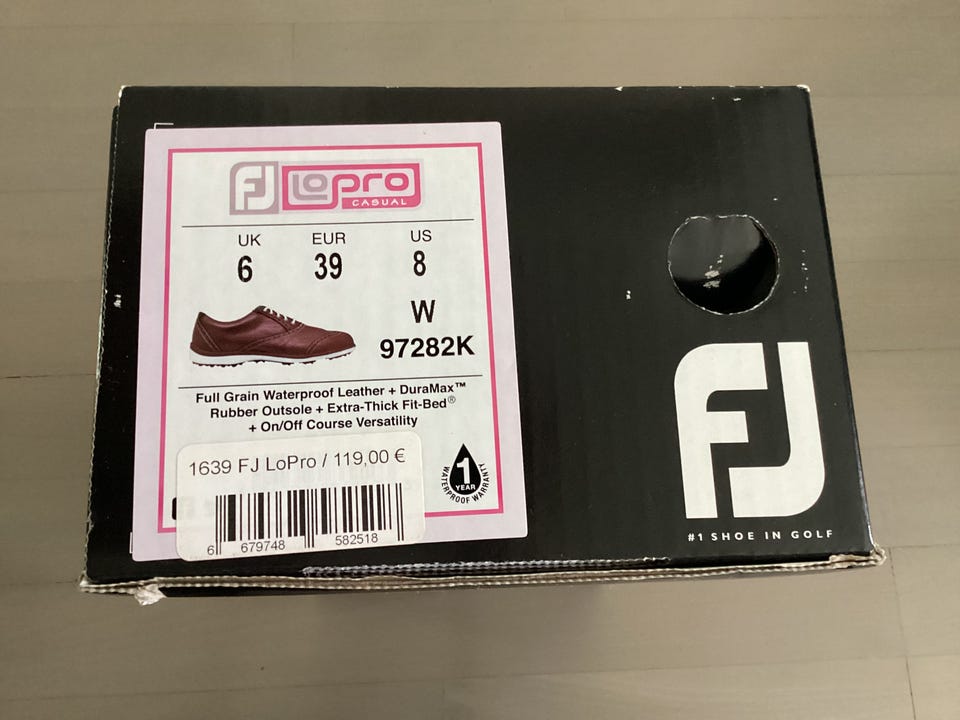 FJ LoPro
CASUAL
UK EUR US
6 39 8
W
97282K
Full Grain Waterproof Leather + DuraMax™
Rubber Outsole + Extra-Thick Fit-Bed®
+ On/Off Course Versatility
1639 FJ LoPro / 119,00 €
6 679748 582518
1
YEAR
WATERPROOF WARRANTY
FJ
#1 SHOE IN GOLF